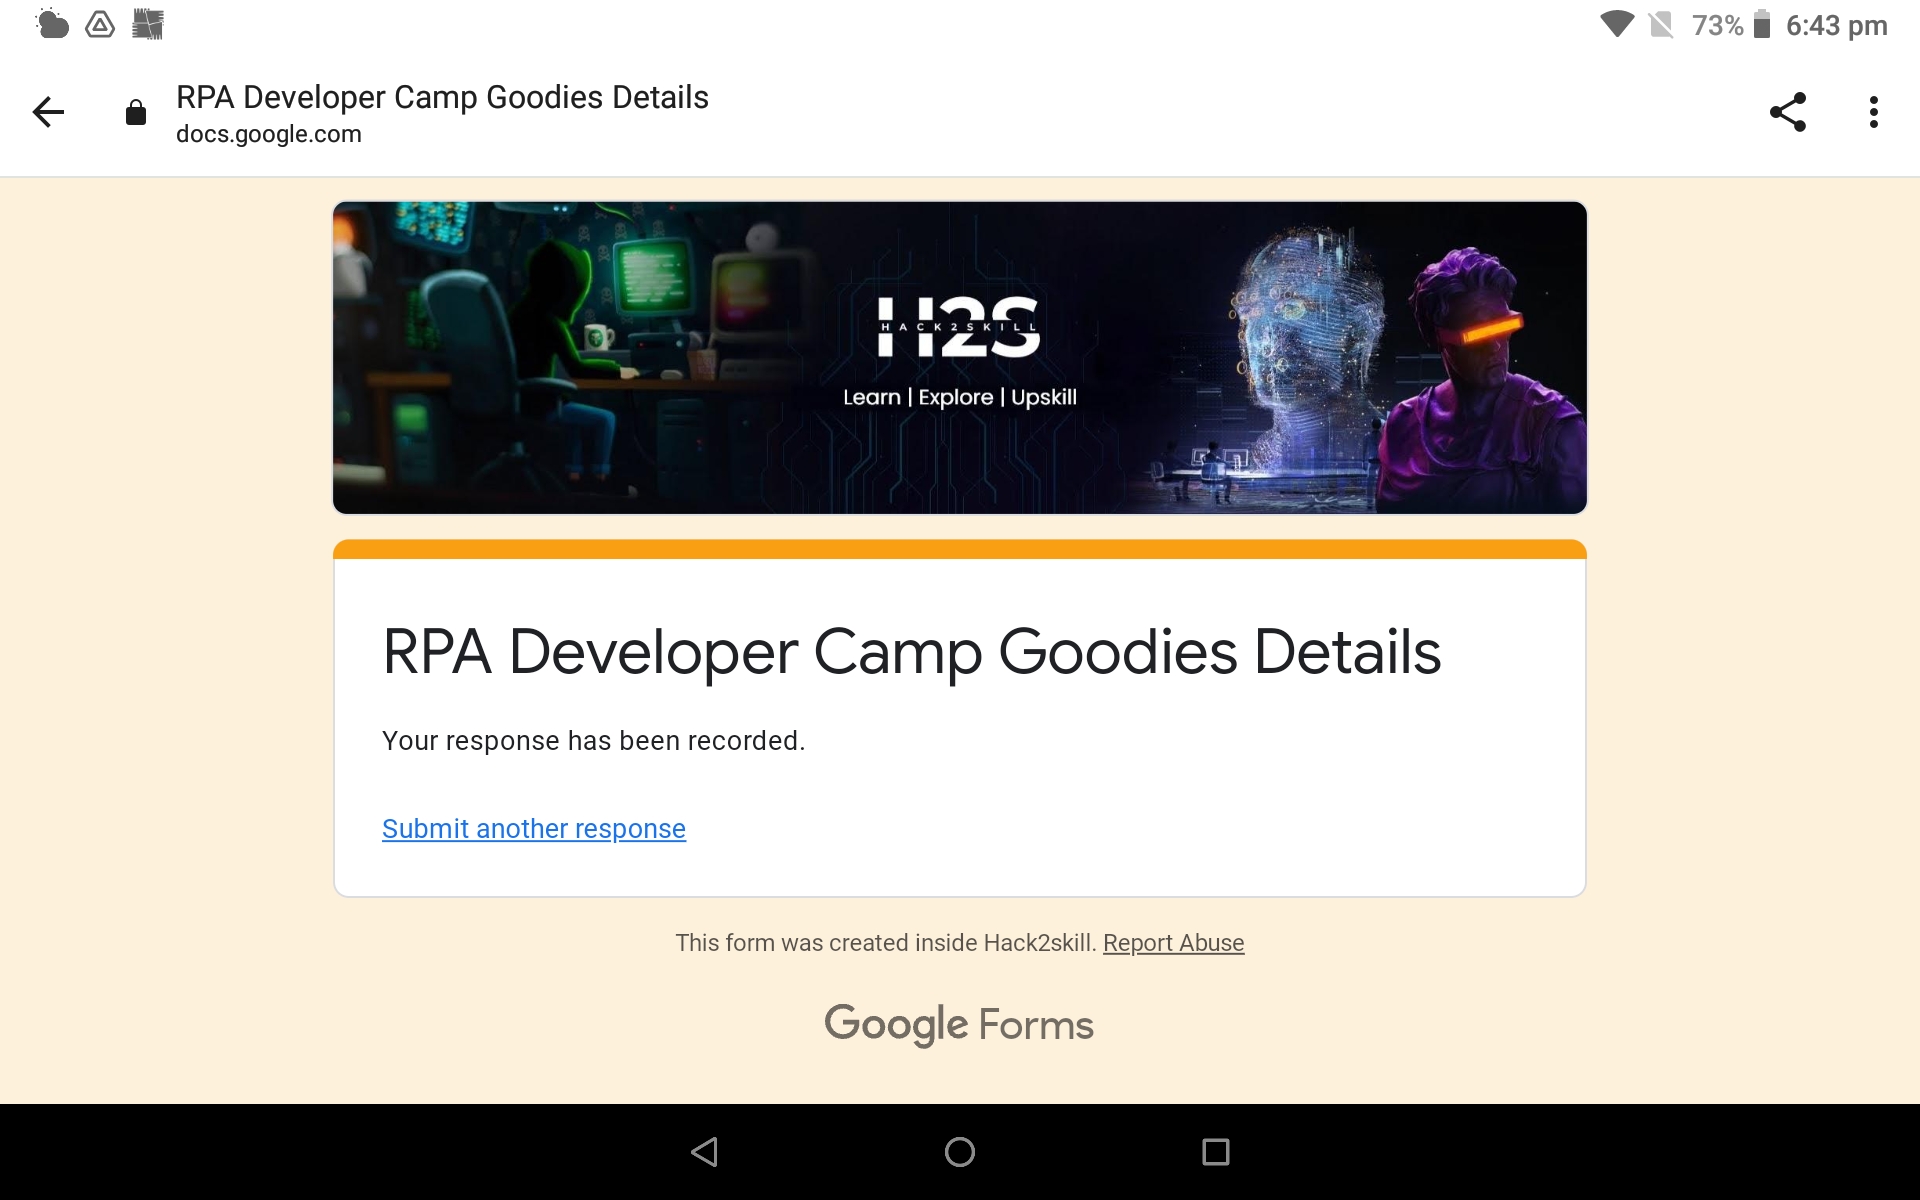 73% 6:43 pm
RPA Developer Camp Goodies Details
docs.google.com
H2S
HACK2SKILL
Learn | Explore | Upskill
RPA Developer Camp Goodies Details
Your response has been recorded.
Submit another response
This form was created inside Hack2skill. Report Abuse
Google Forms